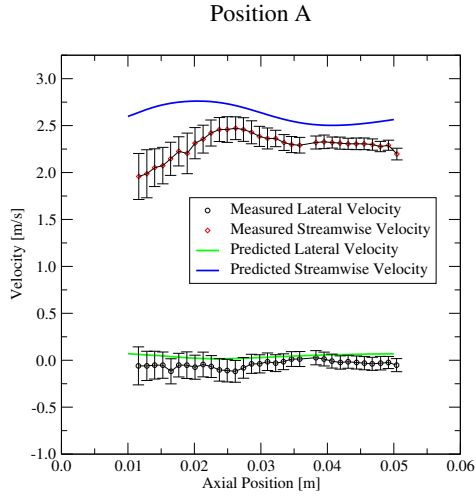 Position A
3.0
2.5
2.0
1.5
1.0
0.5
0.0
-0.5
-1.0
Velocity [m/s]
Measured Lateral Velocity
Measured Streamwise Velocity
Predicted Lateral Velocity
Predicted Streamwise Velocity
0.0 0.01 0.02 0.03 0.04 0.05 0.06
Axial Position [m]